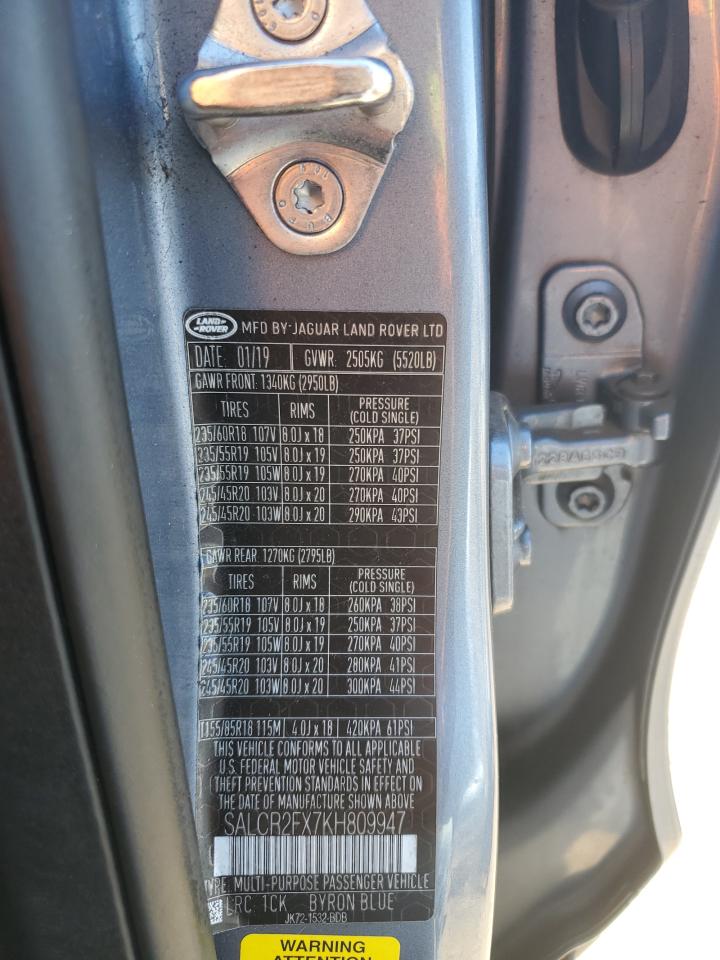 LAND ROVER MFD BY JAGUAR LAND ROVER LTD
DATE: 01/19 GVWR: 2505KG (5520LB)
GAWR FRONT: 1340KG (2950LB)
TIRES RIMS PRESSURE (COLD SINGLE)
235/60R18 107V 8.0J x 18 250KPA 37PSI
235/55R19 105V 8.0J x 19 250KPA 37PSI
235/55R19 105W 8.0J x 19 270KPA 40PSI
245/45R20 103V 8.0J x 20 270KPA 40PSI
245/45R20 103W 8.0J x 20 290KPA 43PSI
GAWR REAR: 1270KG (2795LB)
TIRES RIMS PRESSURE (COLD SINGLE)
235/60R18 107V 8.0J x 18 260KPA 38PSI
235/55R19 105V 8.0J x 19 250KPA 37PSI
235/55R19 105W 8.0J x 19 270KPA 40PSI
245/45R20 103V 8.0J x 20 280KPA 41PSI
245/45R20 103W 8.0J x 20 300KPA 44PSI
T155/85R18 115M 4.0J x 18 420KPA 61PSI
THIS VEHICLE CONFORMS TO ALL APPLICABLE
U.S. FEDERAL MOTOR VEHICLE SAFETY AND
THEFT PREVENTION STANDARDS IN EFFECT ON
THE DATE OF MANUFACTURE SHOWN ABOVE
SALCR2FX7KH809947
TYPE: MULTI-PURPOSE PASSENGER VEHICLE
LRC: 1CK BYRON BLUE
JK72-1532-BDB
WARNING
ATTENTION